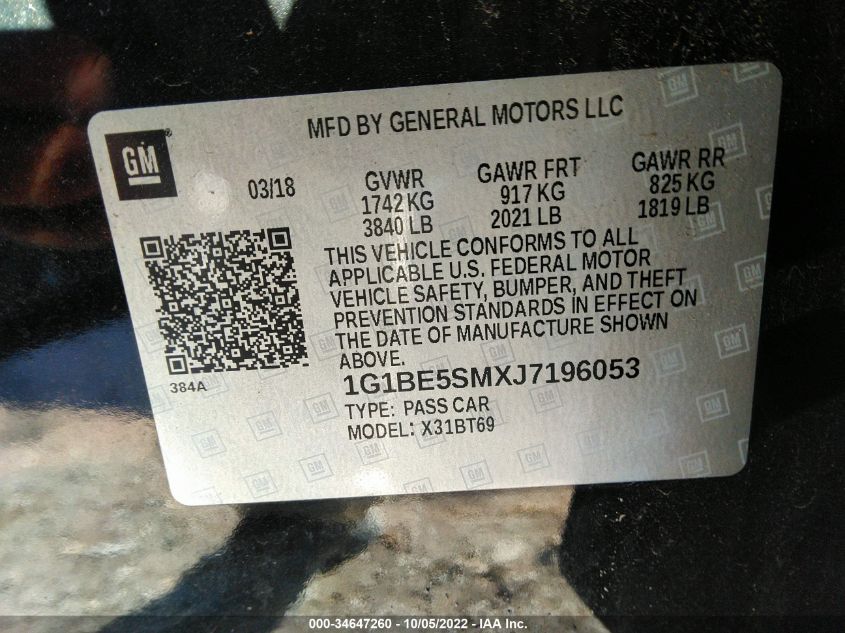 MFD BY GENERAL MOTORS LLC
GM ®
03/18
GVWR
1742 KG
3840 LB
GAWR FRT
917 KG
2021 LB
GAWR RR
825 KG
1819 LB
THIS VEHICLE CONFORMS TO ALL
APPLICABLE U.S. FEDERAL MOTOR
VEHICLE SAFETY, BUMPER, AND THEFT
PREVENTION STANDARDS IN EFFECT ON
THE DATE OF MANUFACTURE SHOWN
ABOVE.
384A
1G1BE5SMXJ7196053
TYPE: PASS CAR
MODEL: X31BT69
000-34647260 - 10/05/2022 - IAA Inc.